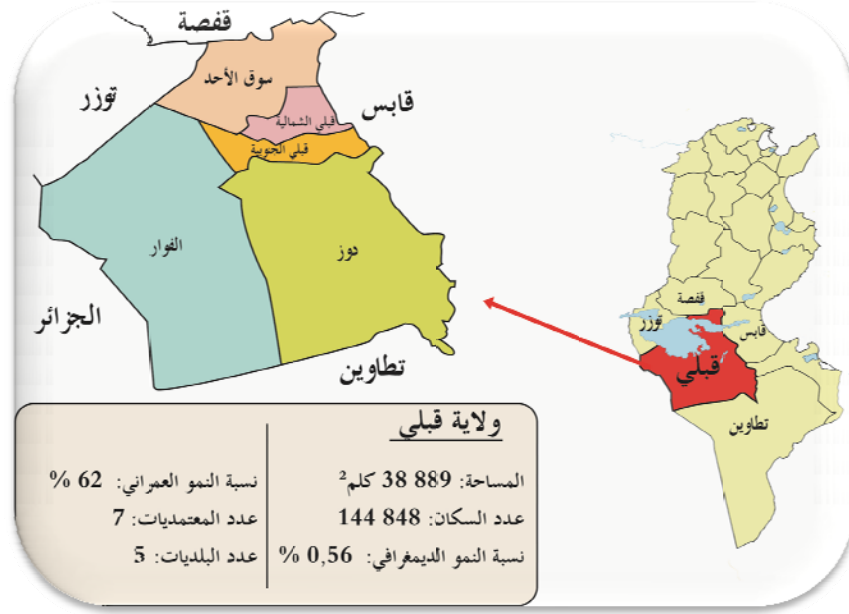 قفصة
سوق الأحد
توزر
قابس
قبلي الشمالية
قبلي الجوبية
الفوار
دوز
الجزائر
تطاوين
قفصة
توزر
قابس
قبلي
تطاوين
ولاية قبلي
المساحة: 889 38 كلم²
عدد السكان: 848 144
نسبة النمو الديمغرافي: 0,56 %
نسبة النمو العمراني: 62 %
عدد المعتمديات: 7
عدد البلديات: 5